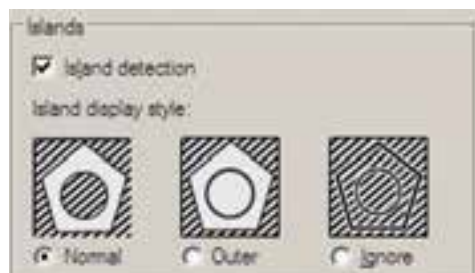 Islands
Island detection
Island display style:
Normal Outer Ignore